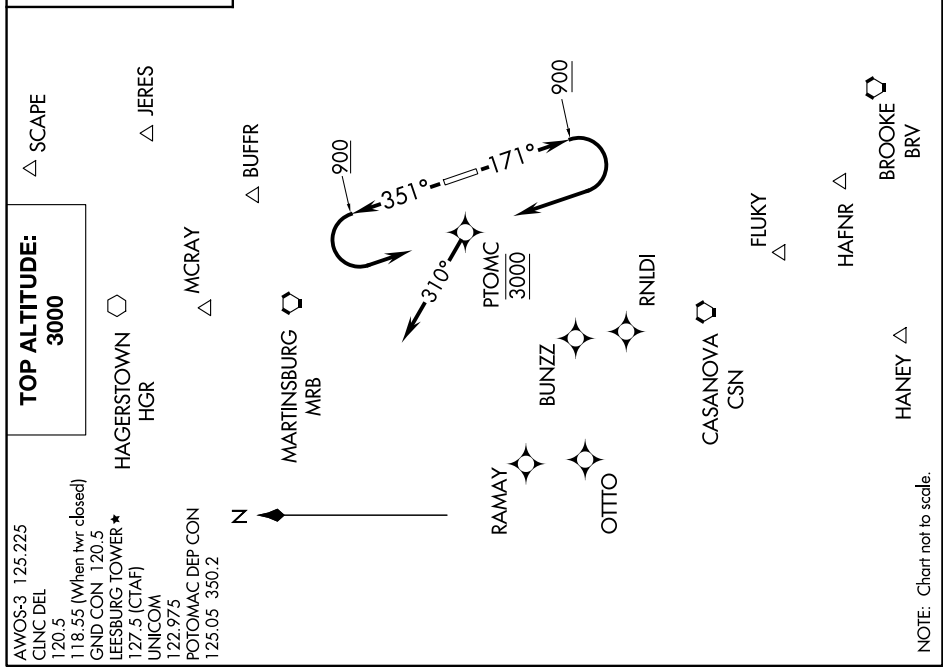 AWOS-3 125.225
CLNC DEL
120.5
118.55 (When twr closed)
GND CON 120.5
LEESBURG TOWER★
127.5 (CTAF)
UNICOM
122.975
POTOMAC DEP CON
125.05 350.2
TOP ALTITUDE:
3000
SCAPE
JERES
HAGERSTOWN
HGR
MCRAY
BUFFR
MARTINSBURG
MRB
N
900
351°
171°
900
310°
PTOMC
3000
RAMAY
OTTTO
BUNZZ
RNLDI
FLUKY
CASANOVA
CSN
HAFNR
BROOKE
BRV
HANEY
NOTE: Chart not to scale.